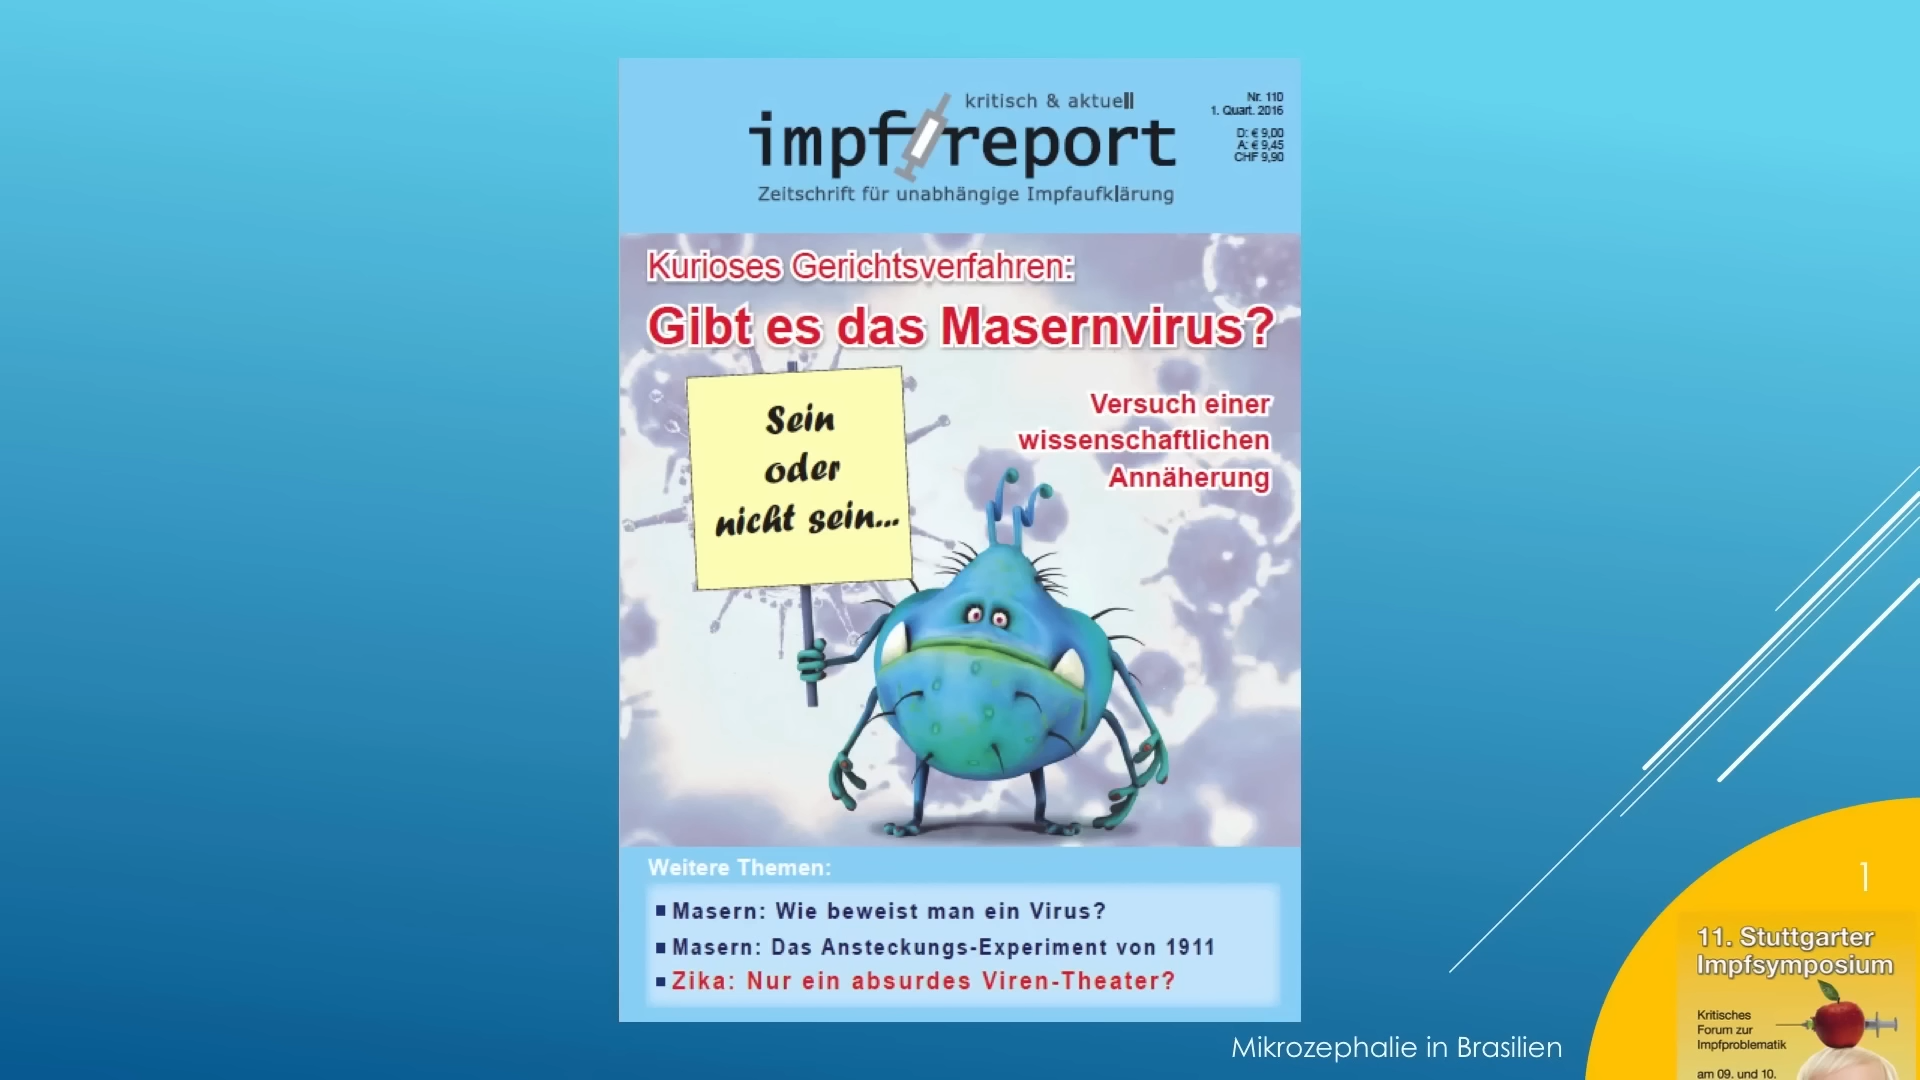 kritisch & aktuell
impf report
Zeitschrift für unabhängige Impfaufklärung
Nr. 110
1. Quart. 2016
D: € 9,00
A: € 9,45
CHF 9,90
Kurioses Gerichtsverfahren:
Gibt es das Masernvirus?
Versuch einer
wissenschaftlichen
Annäherung
Sein
oder
nicht sein...
Weitere Themen:
Masern: Wie beweist man ein Virus?
Masern: Das Ansteckungs-Experiment von 1911
Zika: Nur ein absurdes Viren-Theater?
Mikrozephalie in Brasilien
1
11. Stuttgarter
Impfsymposium
Kritisches
Forum zur
Impfproblematik
am 09. und 10.